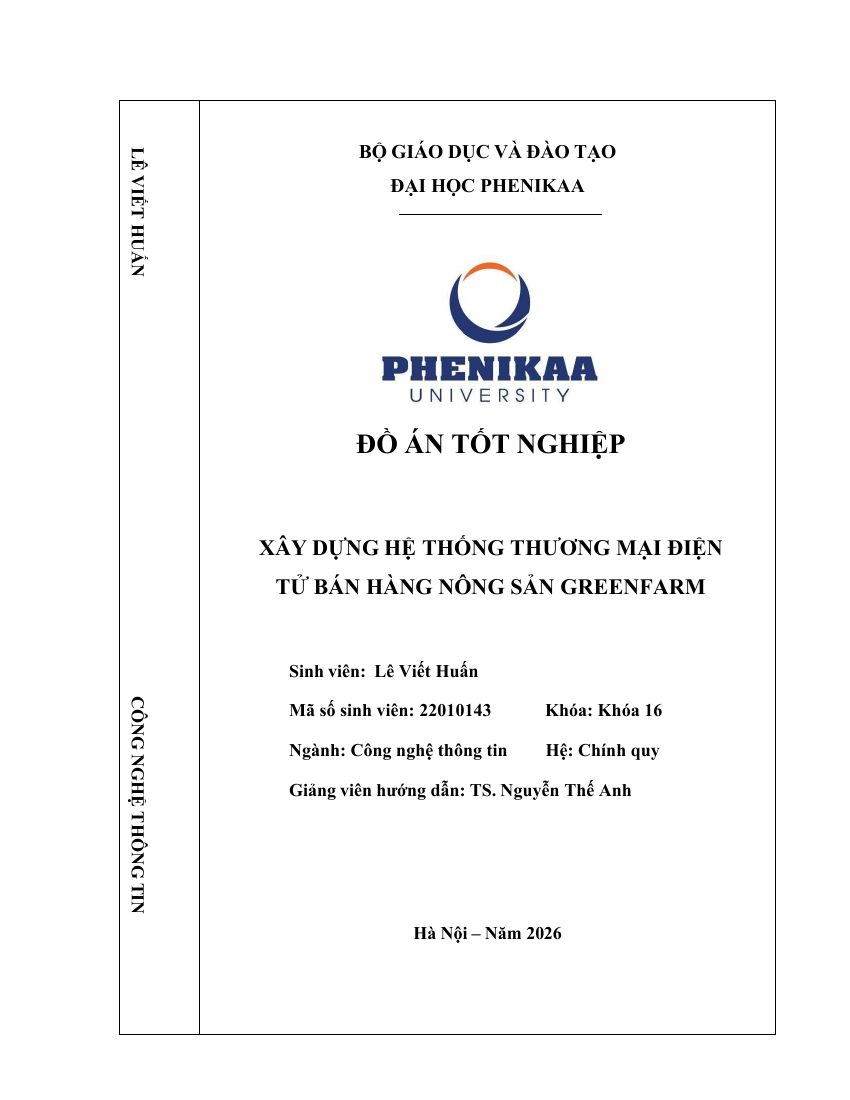 LÊ VIẾT HUẤN
CÔNG NGHỆ THÔNG TIN
BỘ GIÁO DỤC VÀ ĐÀO TẠO
ĐẠI HỌC PHENIKAA
PHENIKAA
UNIVERSITY
ĐỒ ÁN TỐT NGHIỆP
XÂY DỰNG HỆ THỐNG THƯƠNG MẠI ĐIỆN
TỬ BÁN HÀNG NÔNG SẢN GREENFARM
Sinh viên: Lê Viết Huấn
Mã số sinh viên: 22010143 Khóa: Khóa 16
Ngành: Công nghệ thông tin Hệ: Chính quy
Giảng viên hướng dẫn: TS. Nguyễn Thế Anh
Hà Nội – Năm 2026